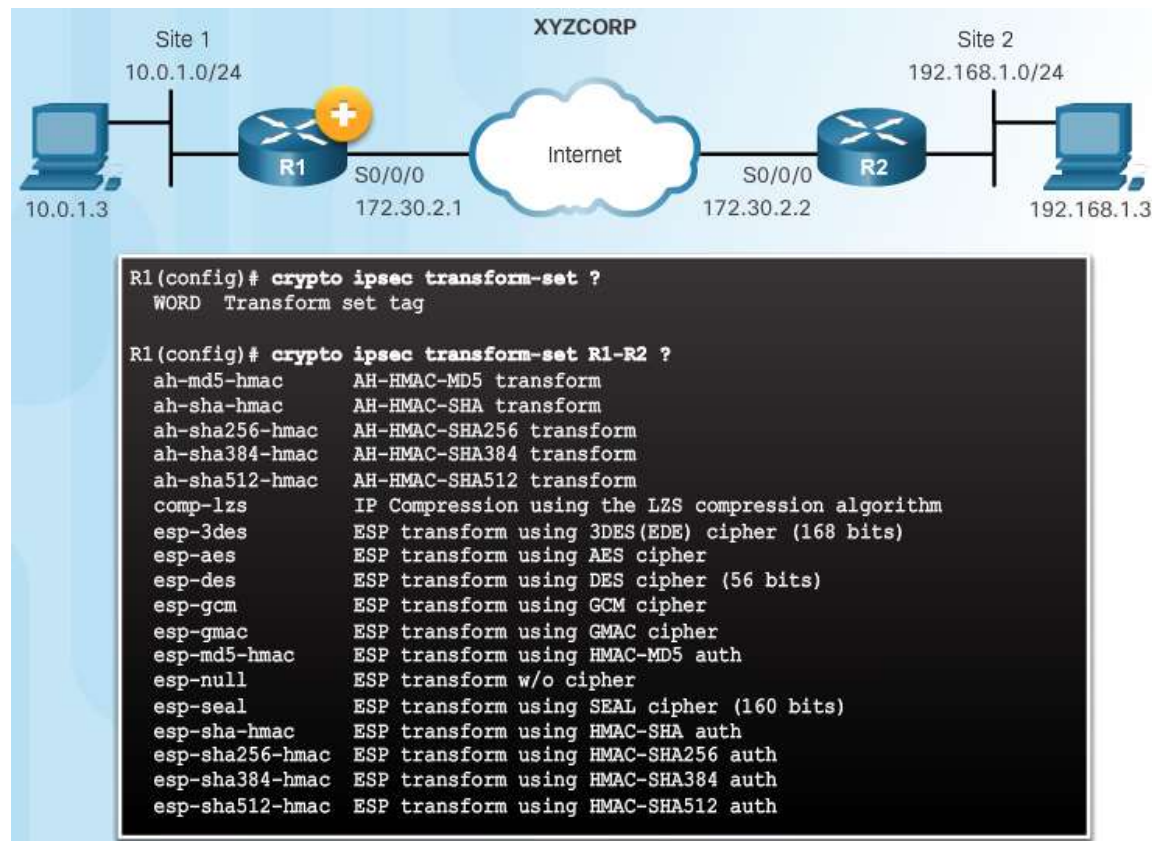 XYZCORP
Site 1
10.0.1.0/24
Site 2
192.168.1.0/24
R1
S0/0/0
172.30.2.1
Internet
S0/0/0
172.30.2.2
R2
10.0.1.3
192.168.1.3
R1(config)# crypto ipsec transform-set ?
WORD Transform set tag
R1(config)# crypto ipsec transform-set R1-R2 ?
ah-md5-hmac AH-HMAC-MD5 transform
ah-sha-hmac AH-HMAC-SHA transform
ah-sha256-hmac AH-HMAC-SHA256 transform
ah-sha384-hmac AH-HMAC-SHA384 transform
ah-sha512-hmac AH-HMAC-SHA512 transform
comp-lzs IP Compression using the LZS compression algorithm
esp-3des ESP transform using 3DES(EDE) cipher (168 bits)
esp-aes ESP transform using AES cipher
esp-des ESP transform using DES cipher (56 bits)
esp-gcm ESP transform using GCM cipher
esp-gmac ESP transform using GMAC cipher
esp-md5-hmac ESP transform using HMAC-MD5 auth
esp-null ESP transform w/o cipher
esp-seal ESP transform using SEAL cipher (160 bits)
esp-sha-hmac ESP transform using HMAC-SHA auth
esp-sha256-hmac ESP transform using HMAC-SHA256 auth
esp-sha384-hmac ESP transform using HMAC-SHA384 auth
esp-sha512-hmac ESP transform using HMAC-SHA512 auth